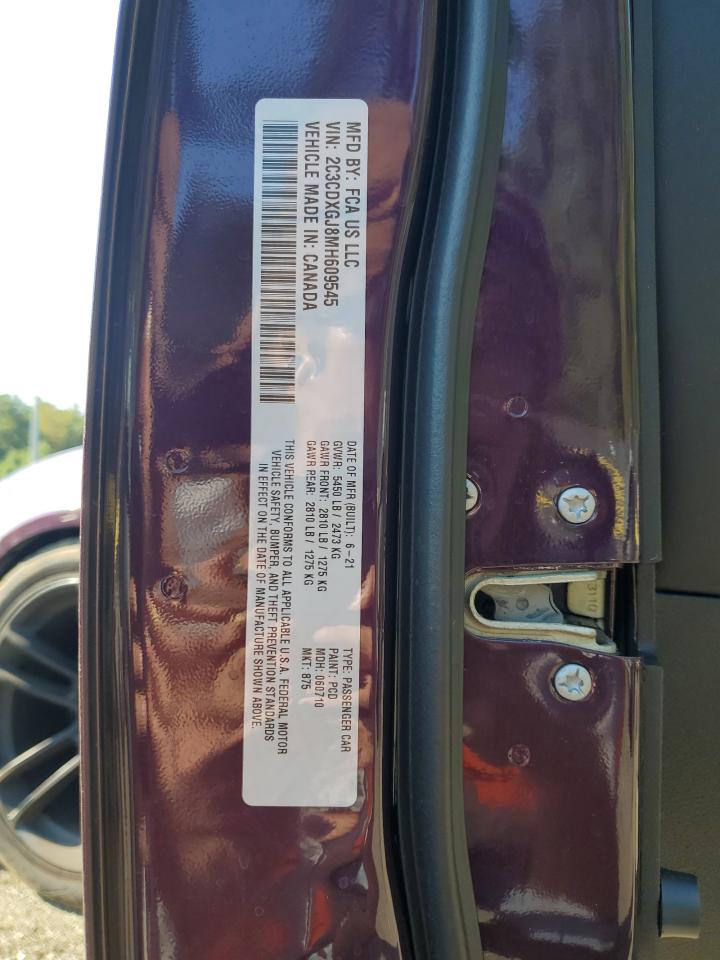 MFD BY: FCA US LLC
VIN: 2C3CDXGJ8MH609545
VEHICLE MADE IN: CANADA
DATE OF MFR (BUILT): 6-21
GVWR: 5450 LB / 2473 KG
GAWR FRONT: 2810 LB / 1275 KG
GAWR REAR: 2810 LB / 1275 KG
TYPE: PASSENGER CAR
PAINT: PCD
MDH: 060710
MKT: 875
THIS VEHICLE CONFORMS TO ALL APPLICABLE U.S.A. FEDERAL MOTOR
VEHICLE SAFETY, BUMPER, AND THEFT PREVENTION STANDARDS
IN EFFECT ON THE DATE OF MANUFACTURE SHOWN ABOVE.